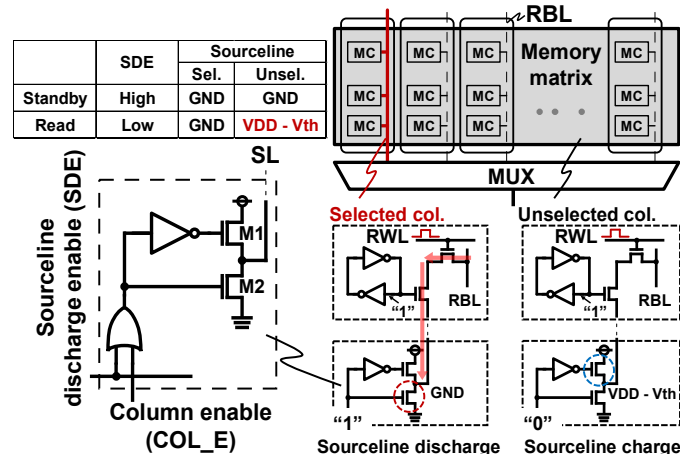 RBL
SDE
Sourceline
Sel.
Unsel.
Standby
High
GND
GND
Read
Low
GND
VDD - Vth
MC
MC
MC
MC
Memory
matrix
MC
MC
MC
MC
MC
MC
MC
MC
MUX
SL
Sourceline
discharge enable (SDE)
M1
M2
Column enable
(COL_E)
Selected col.
RWL
RBL
“1”
GND
“1”
Sourceline discharge
Unselected col.
RWL
RBL
“1”
VDD - Vth
“0”
Sourceline charge